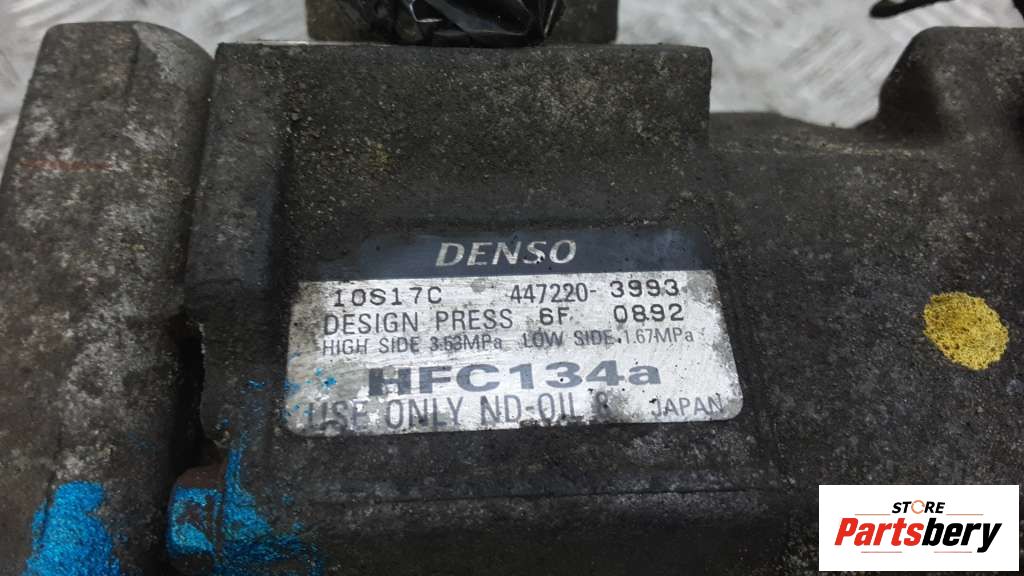 DENSO
10S17C 447220-3993
DESIGN PRESS 6F 0892
HIGH SIDE 3.53MPa LOW SIDE 1.67MPa
HFC134a
USE ONLY ND-OIL 8 JAPAN
STORE
Partsbery